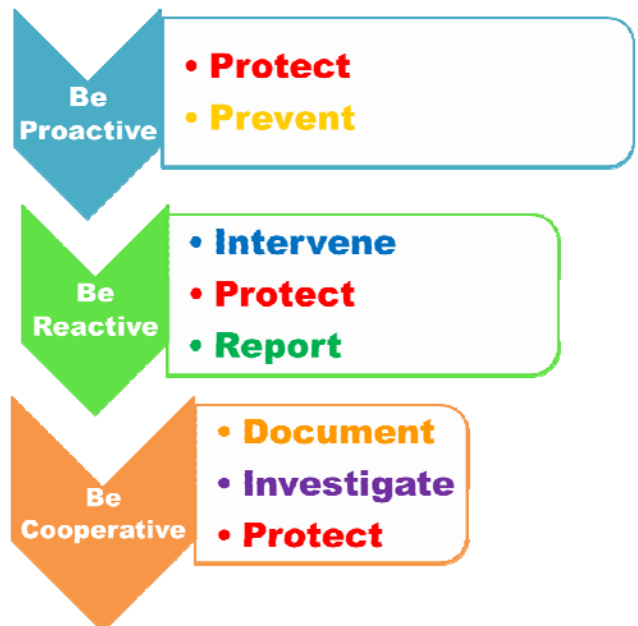 Be
Proactive
• Protect
• Prevent
Be
Reactive
• Intervene
• Protect
• Report
Be
Cooperative
• Document
• Investigate
• Protect